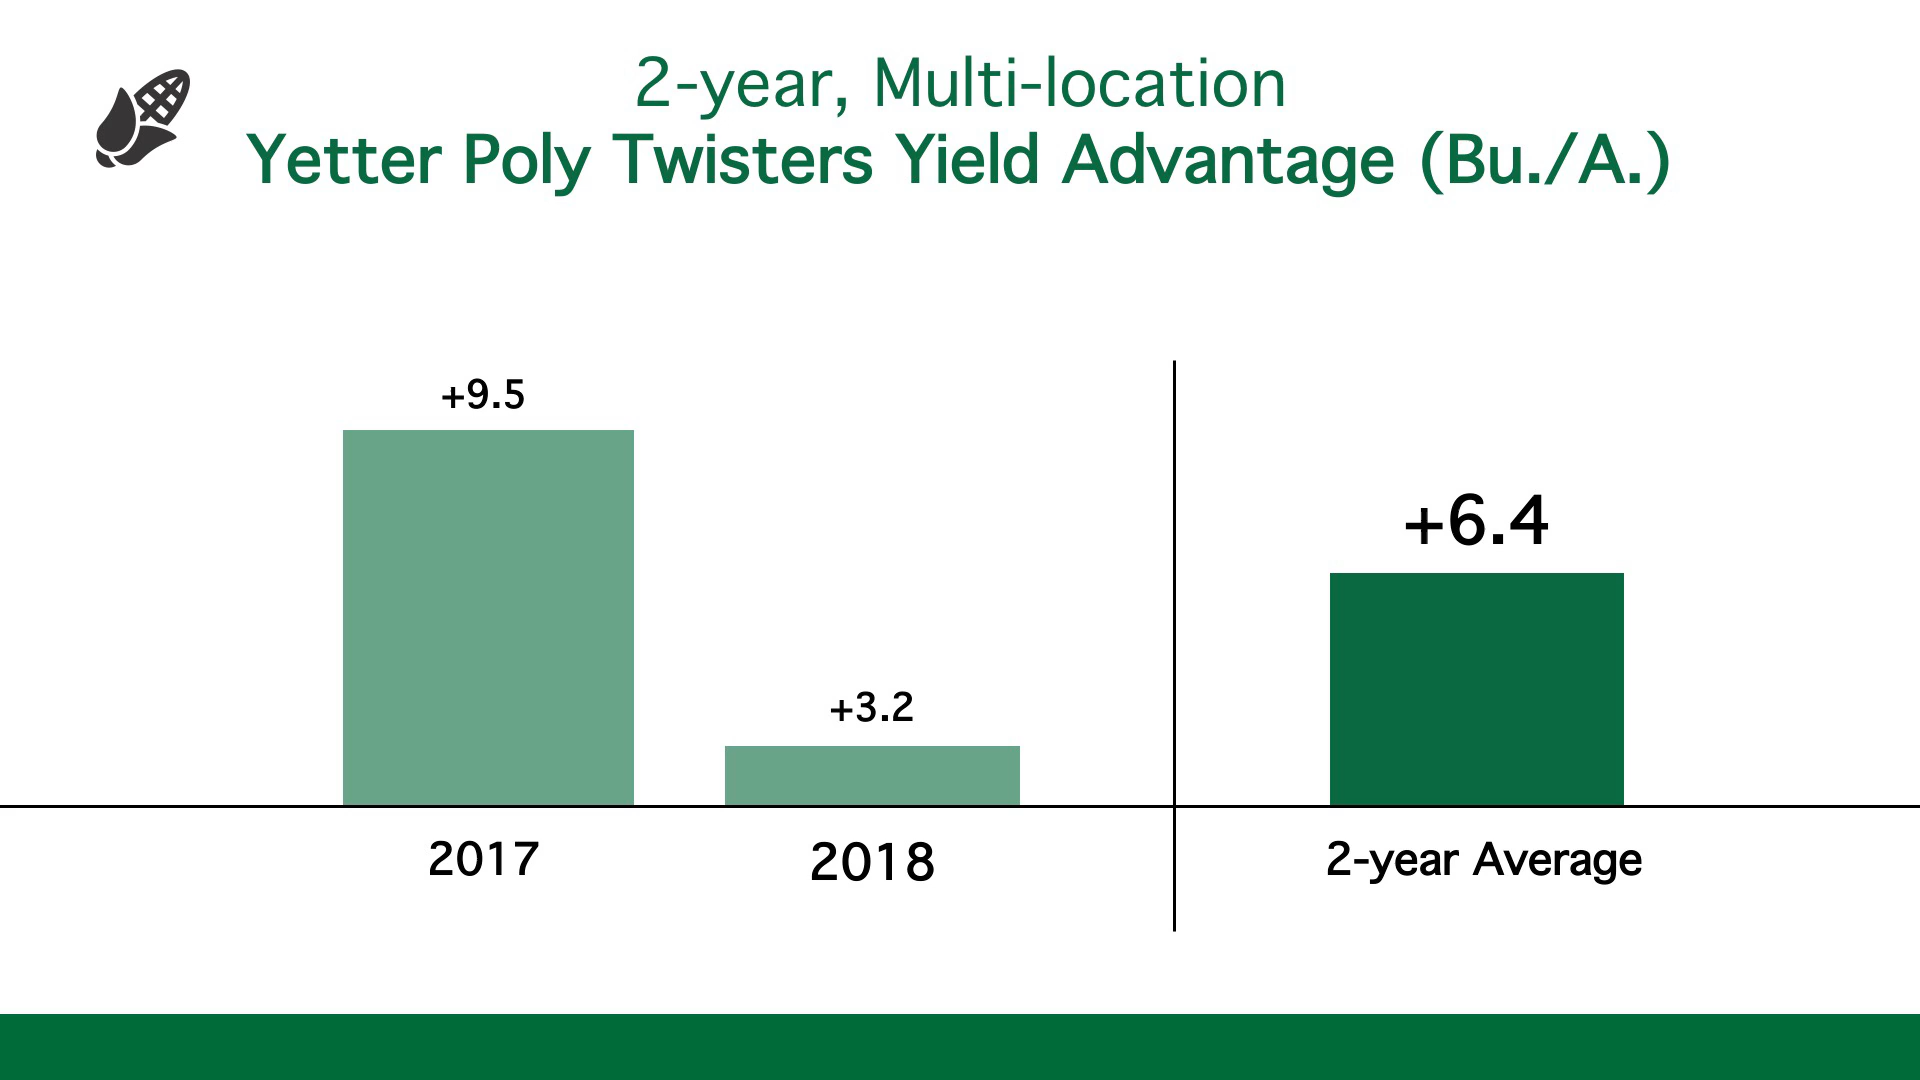 2-year, Multi-location
Yetter Poly Twisters Yield Advantage (Bu./A.)
+9.5
+3.2
+6.4
2017
2018
2-year Average